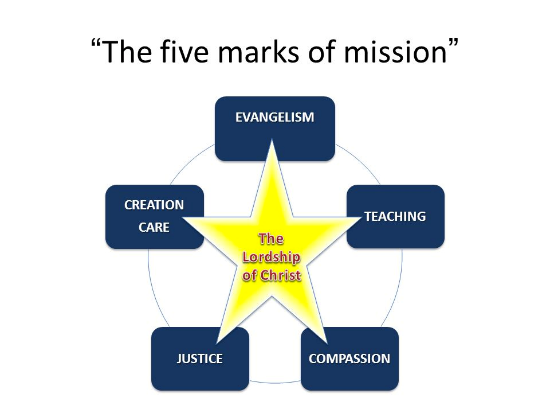 “The five marks of mission”
EVANGELISM
TEACHING
COMPASSION
JUSTICE
CREATION
CARE
The
Lordship
of Christ